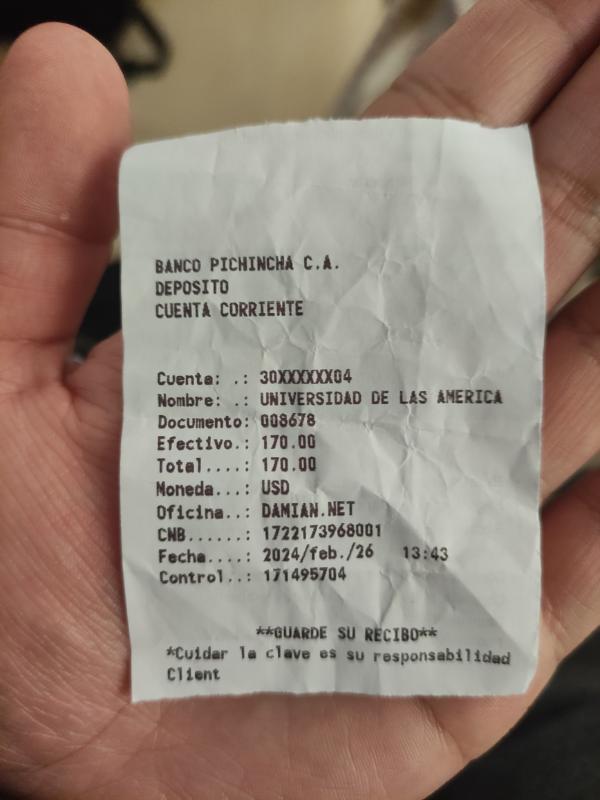 BANCO PICHINCHA C.A.
DEPOSITO
CUENTA CORRIENTE
Cuenta: .: 30XXXXXX04
Nombre: .: UNIVERSIDAD DE LAS AMERICA
Documento: 008678
Efectivo.: 170.00
Total....: 170.00
Moneda...: USD
Oficina..: DAMIAN.NET
CNB......: 1722173968001
Fecha....: 2024/feb./26 13:43
Control..: 171495704
**GUARDE SU RECIBO**
*Cuidar la clave es su responsabilidad
Client